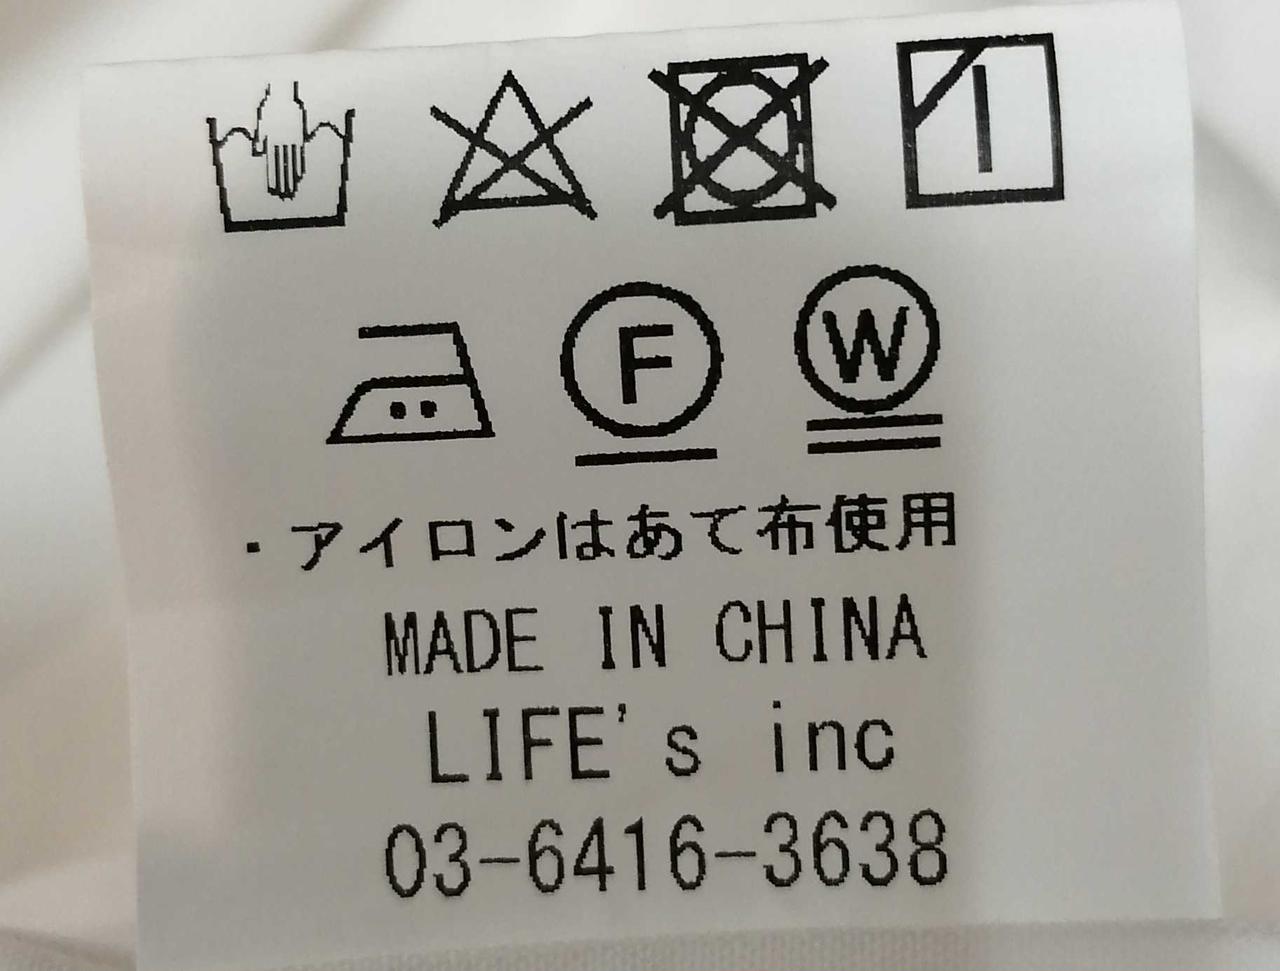 F W
・アイロンはあて布使用
MADE IN CHINA
LIFE's inc
03-6416-3638